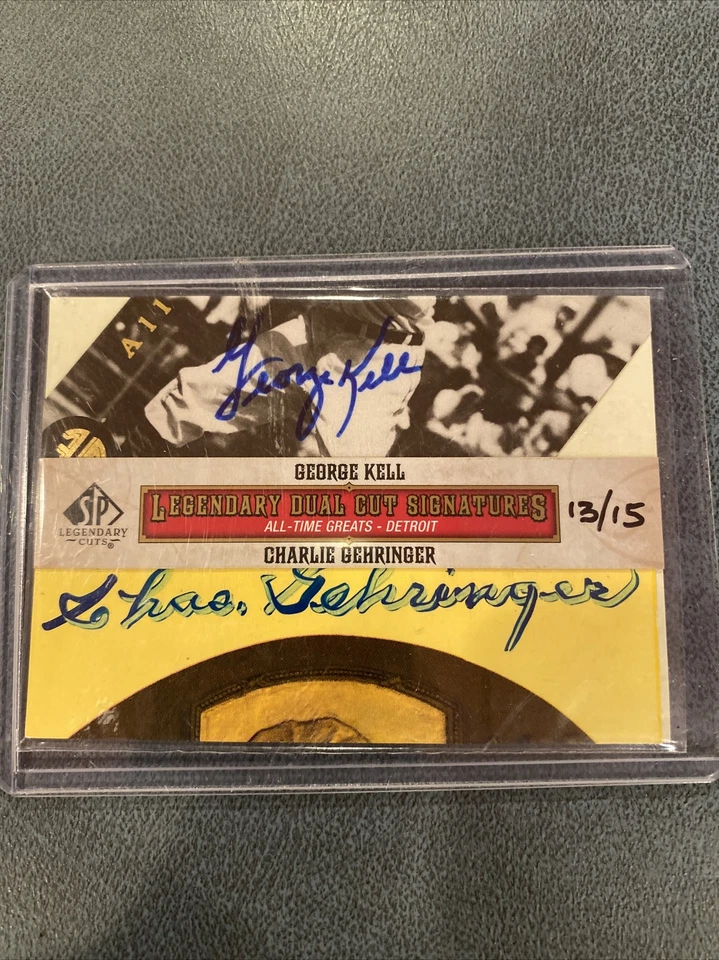 A11
George Kell
GEORGE KELL
SP
LEGENDARY
CUTS®
LEGENDARY DUAL CUT SIGNATURES
ALL-TIME GREATS - DETROIT
13/15
CHARLIE GEHRINGER
Chas. Gehringer